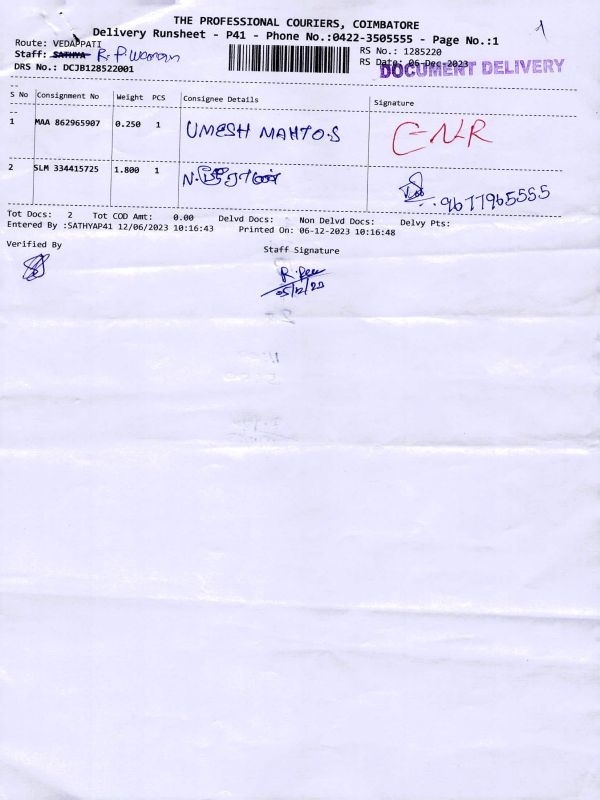 THE PROFESSIONAL COURIERS, COIMBATORE
Delivery Runsheet - P41 - Phone No.:0422-3505555 - Page No.:1
1
Route: VEDAPPATI
RS No.: 1285220
Staff: SATHYA R. P.
RS Date: 06-Dec-2023
DOCUMENT DELIVERY
DRS No.: DCJB128522001
S No Consignment No Weight PCS Consignee Details Signature
1 MAA 862965907 0.250 1 UMESH MAHTO.S CNLR
2 SLM 334415725 1.800 1 9677965555
Tot Docs: 2 Tot COD Amt: 0.00 Delvd Docs: Non Delvd Docs: Delvy Pts:
Entered By :SATHYAP41 12/06/2023 10:16:43 Printed On: 06-12-2023 10:16:48
Verified By
Staff Signature